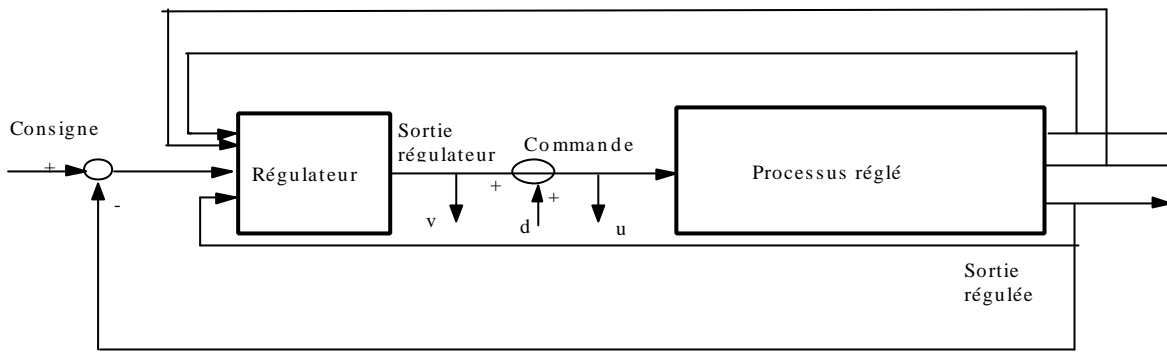 Consigne
+
-
Régulateur
Sortie
régulateur
v
+
Commande
+
d
u
Processus réglé
Sortie
régulée